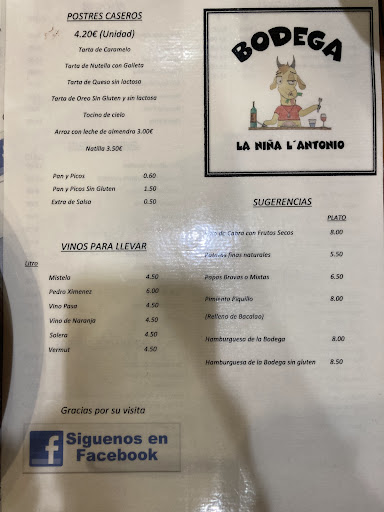 POSTRES CASEROS
4.20€ (Unidad)
Tarta de Caramelo
Tarta de Nutella con Galleta
Tarta de Queso sin lactosa
Tarta de Oreo Sin Gluten y sin lactosa
Tocino de cielo
Arroz con leche de almendra 3.00€
Natilla 3.50€
Pan y Picos 0.60
Pan y Picos Sin Gluten 1.50
Extra de Salsa 0.50
VINOS PARA LLEVAR
Litro
Mistela 4.50
Pedro Ximenez 6.00
Vino Pasa 4.50
Vino de Naranja 4.50
Solera 4.50
Vermut 4.50
Gracias por su visita
f Siguenos en
Facebook
BODEGA
LA NIÑA L´ANTONIO
SUGERENCIAS
PLATO
de Cabra con Frutos Secos 8.00
finas naturales 5.50
Papas Bravas o Mixtas 6.50
Pimiento Piquillo 8.00
(Relleno de Bacalao)
Hamburguesa de la Bodega 8.00
Hamburguesa de la Bodega sin gluten 8.50